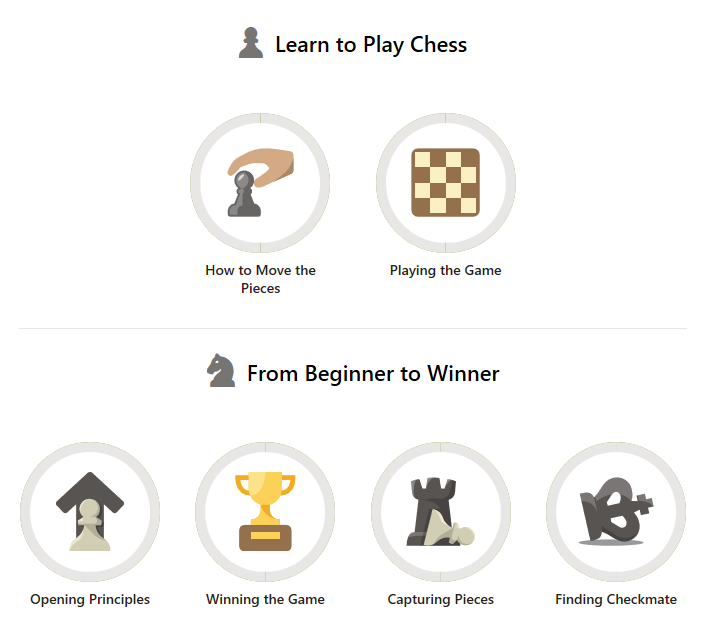 Learn to Play Chess
How to Move the
Pieces
Playing the Game
From Beginner to Winner
Opening Principles
Winning the Game
Capturing Pieces
Finding Checkmate